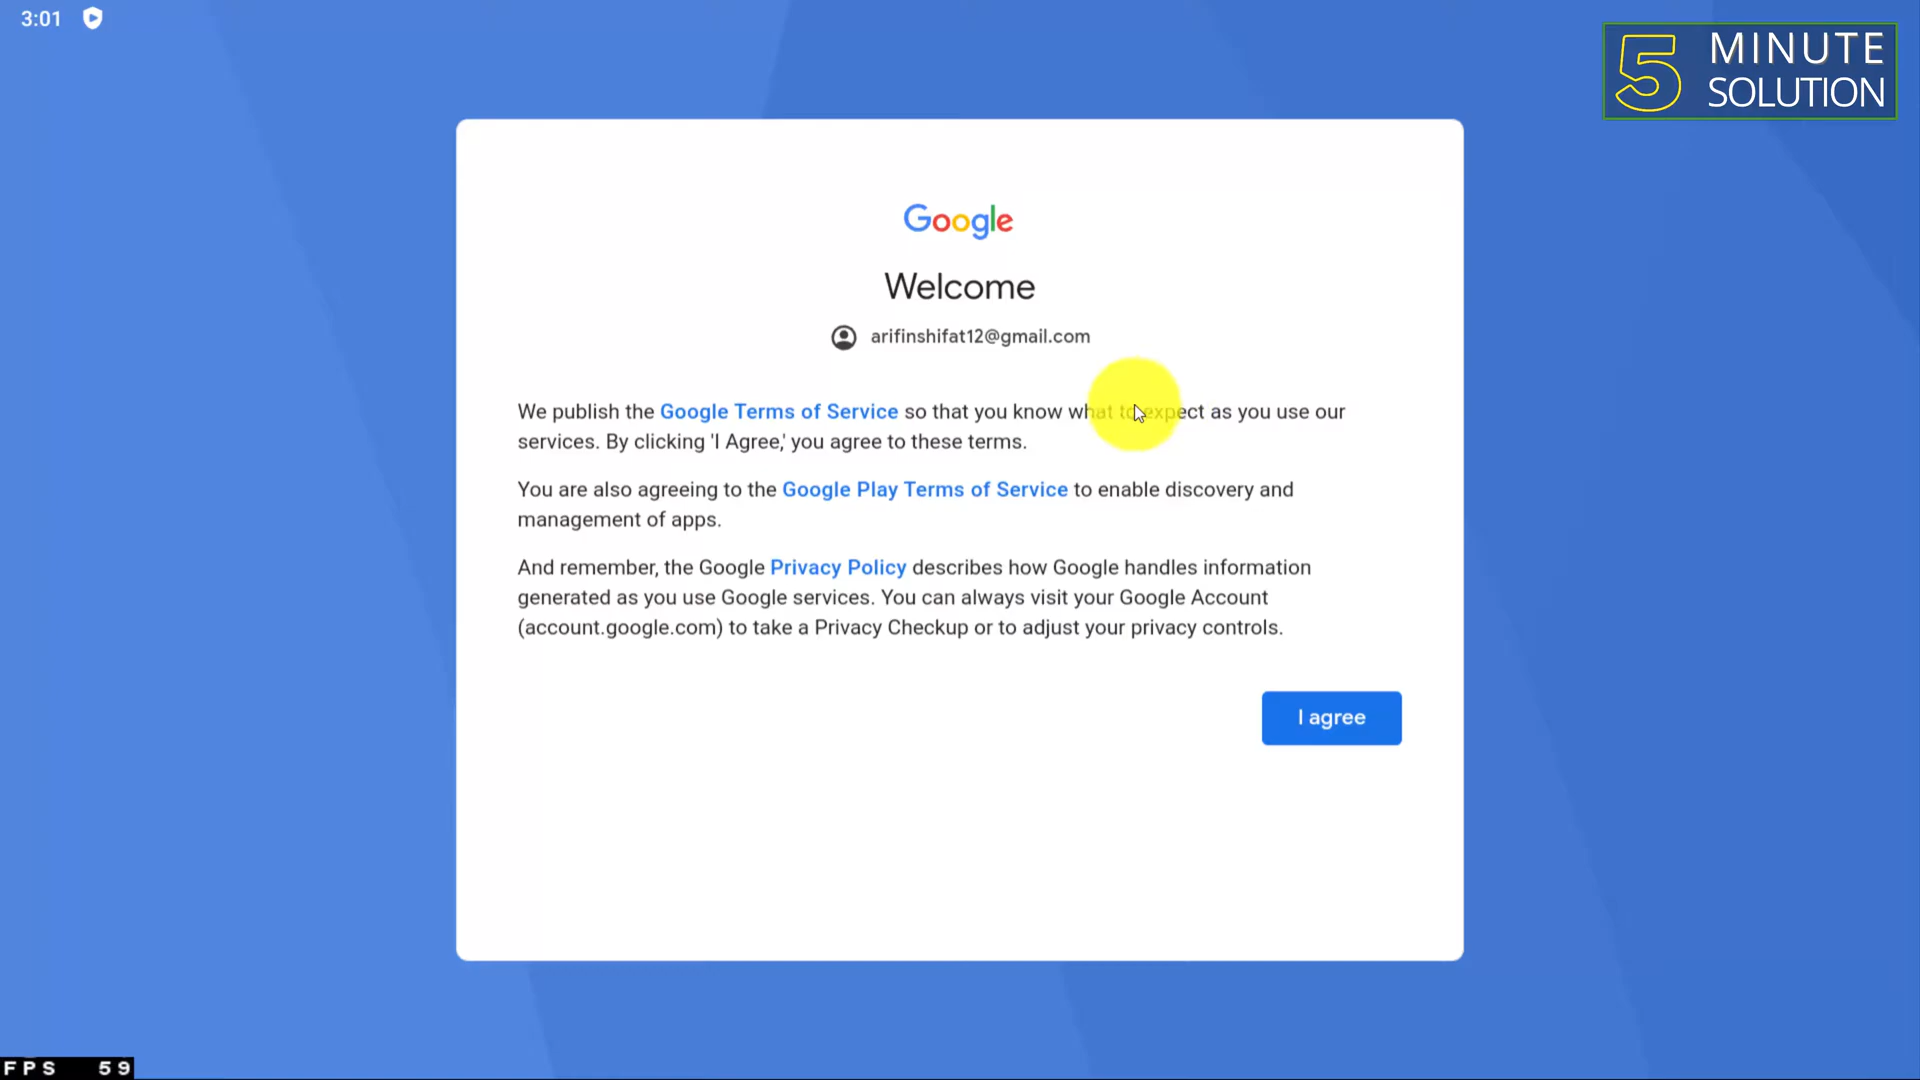 3:01
5 MINUTE
SOLUTION
Google
Welcome
arifinshifat12@gmail.com
We publish the Google Terms of Service so that you know what to expect as you use our
services. By clicking 'I Agree,' you agree to these terms.
You are also agreeing to the Google Play Terms of Service to enable discovery and
management of apps.
And remember, the Google Privacy Policy describes how Google handles information
generated as you use Google services. You can always visit your Google Account
(account.google.com) to take a Privacy Checkup or to adjust your privacy controls.
I agree
FPS 59